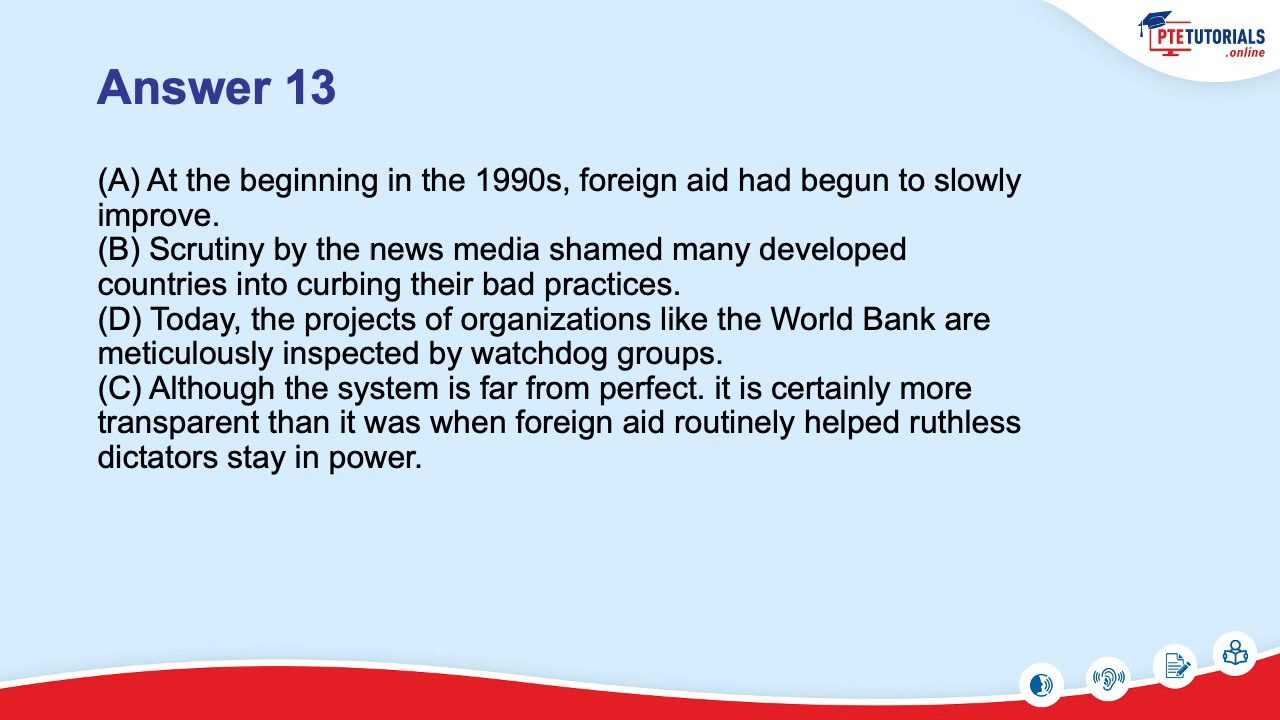 PTETUTORIALS
.online
Answer 13
(A) At the beginning in the 1990s, foreign aid had begun to slowly
improve.
(B) Scrutiny by the news media shamed many developed
countries into curbing their bad practices.
(D) Today, the projects of organizations like the World Bank are
meticulously inspected by watchdog groups.
(C) Although the system is far from perfect. it is certainly more
transparent than it was when foreign aid routinely helped ruthless
dictators stay in power.